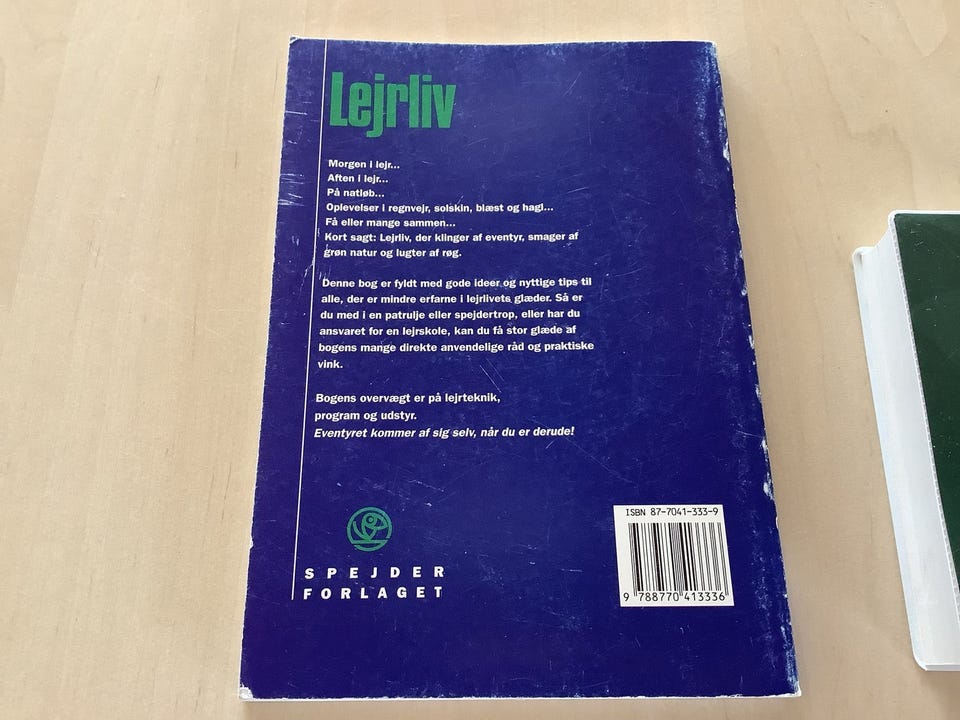 Lejrliv
Morgen i lejr...
Aften i lejr...
På natløb...
Oplevelser i regnvejr, solskin, blæst og hagl...
Få eller mange sammen...
Kort sagt: Lejrliv, der klinger af eventyr, smager af
grøn natur og lugter af røg.
Denne bog er fyldt med gode ideer og nyttige tips til
alle, der er mindre erfarne i lejrlivets glæder. Så er
du med i en patrulje eller spejdertrop, eller har du
ansvaret for en lejrskole, kan du få stor glæde af
bogens mange direkte anvendelige råd og praktiske
vink.
Bogens overvægt er på lejrteknik,
program og udstyr.
Eventyret kommer af sig selv, når du er derude!
SPEJDER
FORLAGET
ISBN 87-7041-333-9
9 788770 413336